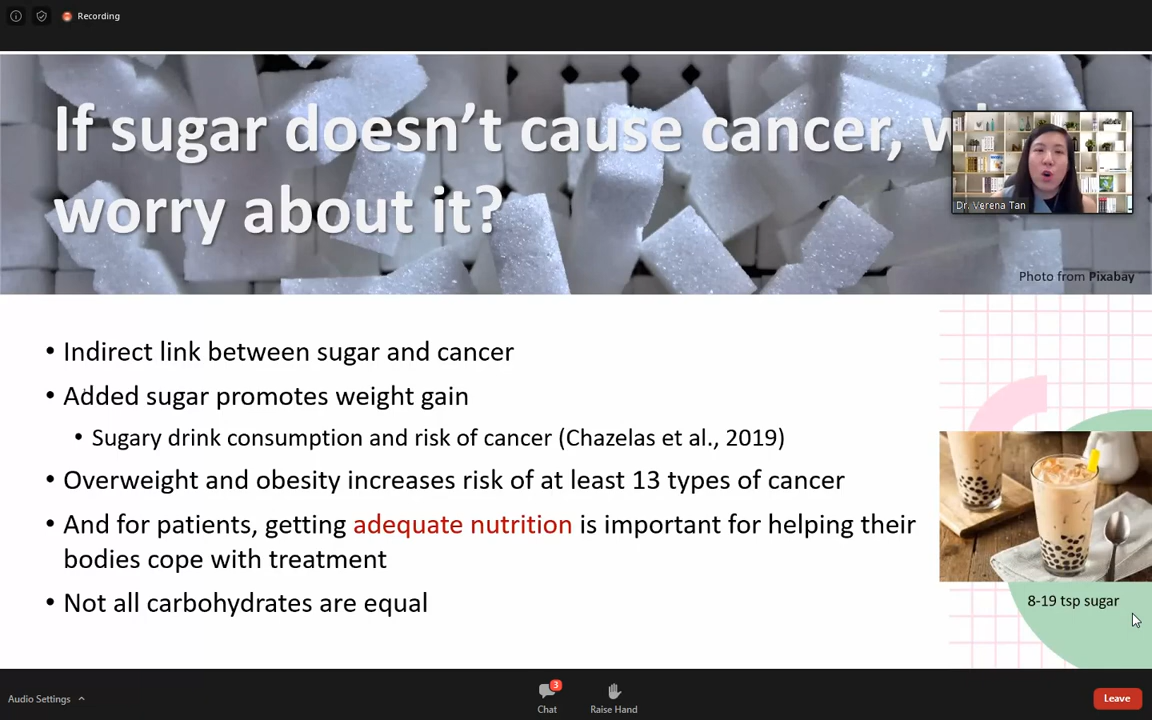 Recording
If sugar doesn't cause cancer,
worry about it?
Dr. Verena Tan
Photo from Pixabay
• Indirect link between sugar and cancer
• Added sugar promotes weight gain
• Sugary drink consumption and risk of cancer (Chazelas et al., 2019)
• Overweight and obesity increases risk of at least 13 types of cancer
• And for patients, getting adequate nutrition is important for helping their
bodies cope with treatment
• Not all carbohydrates are equal
8-19 tsp sugar
Audio Settings
3
Chat
Raise Hand
Leave